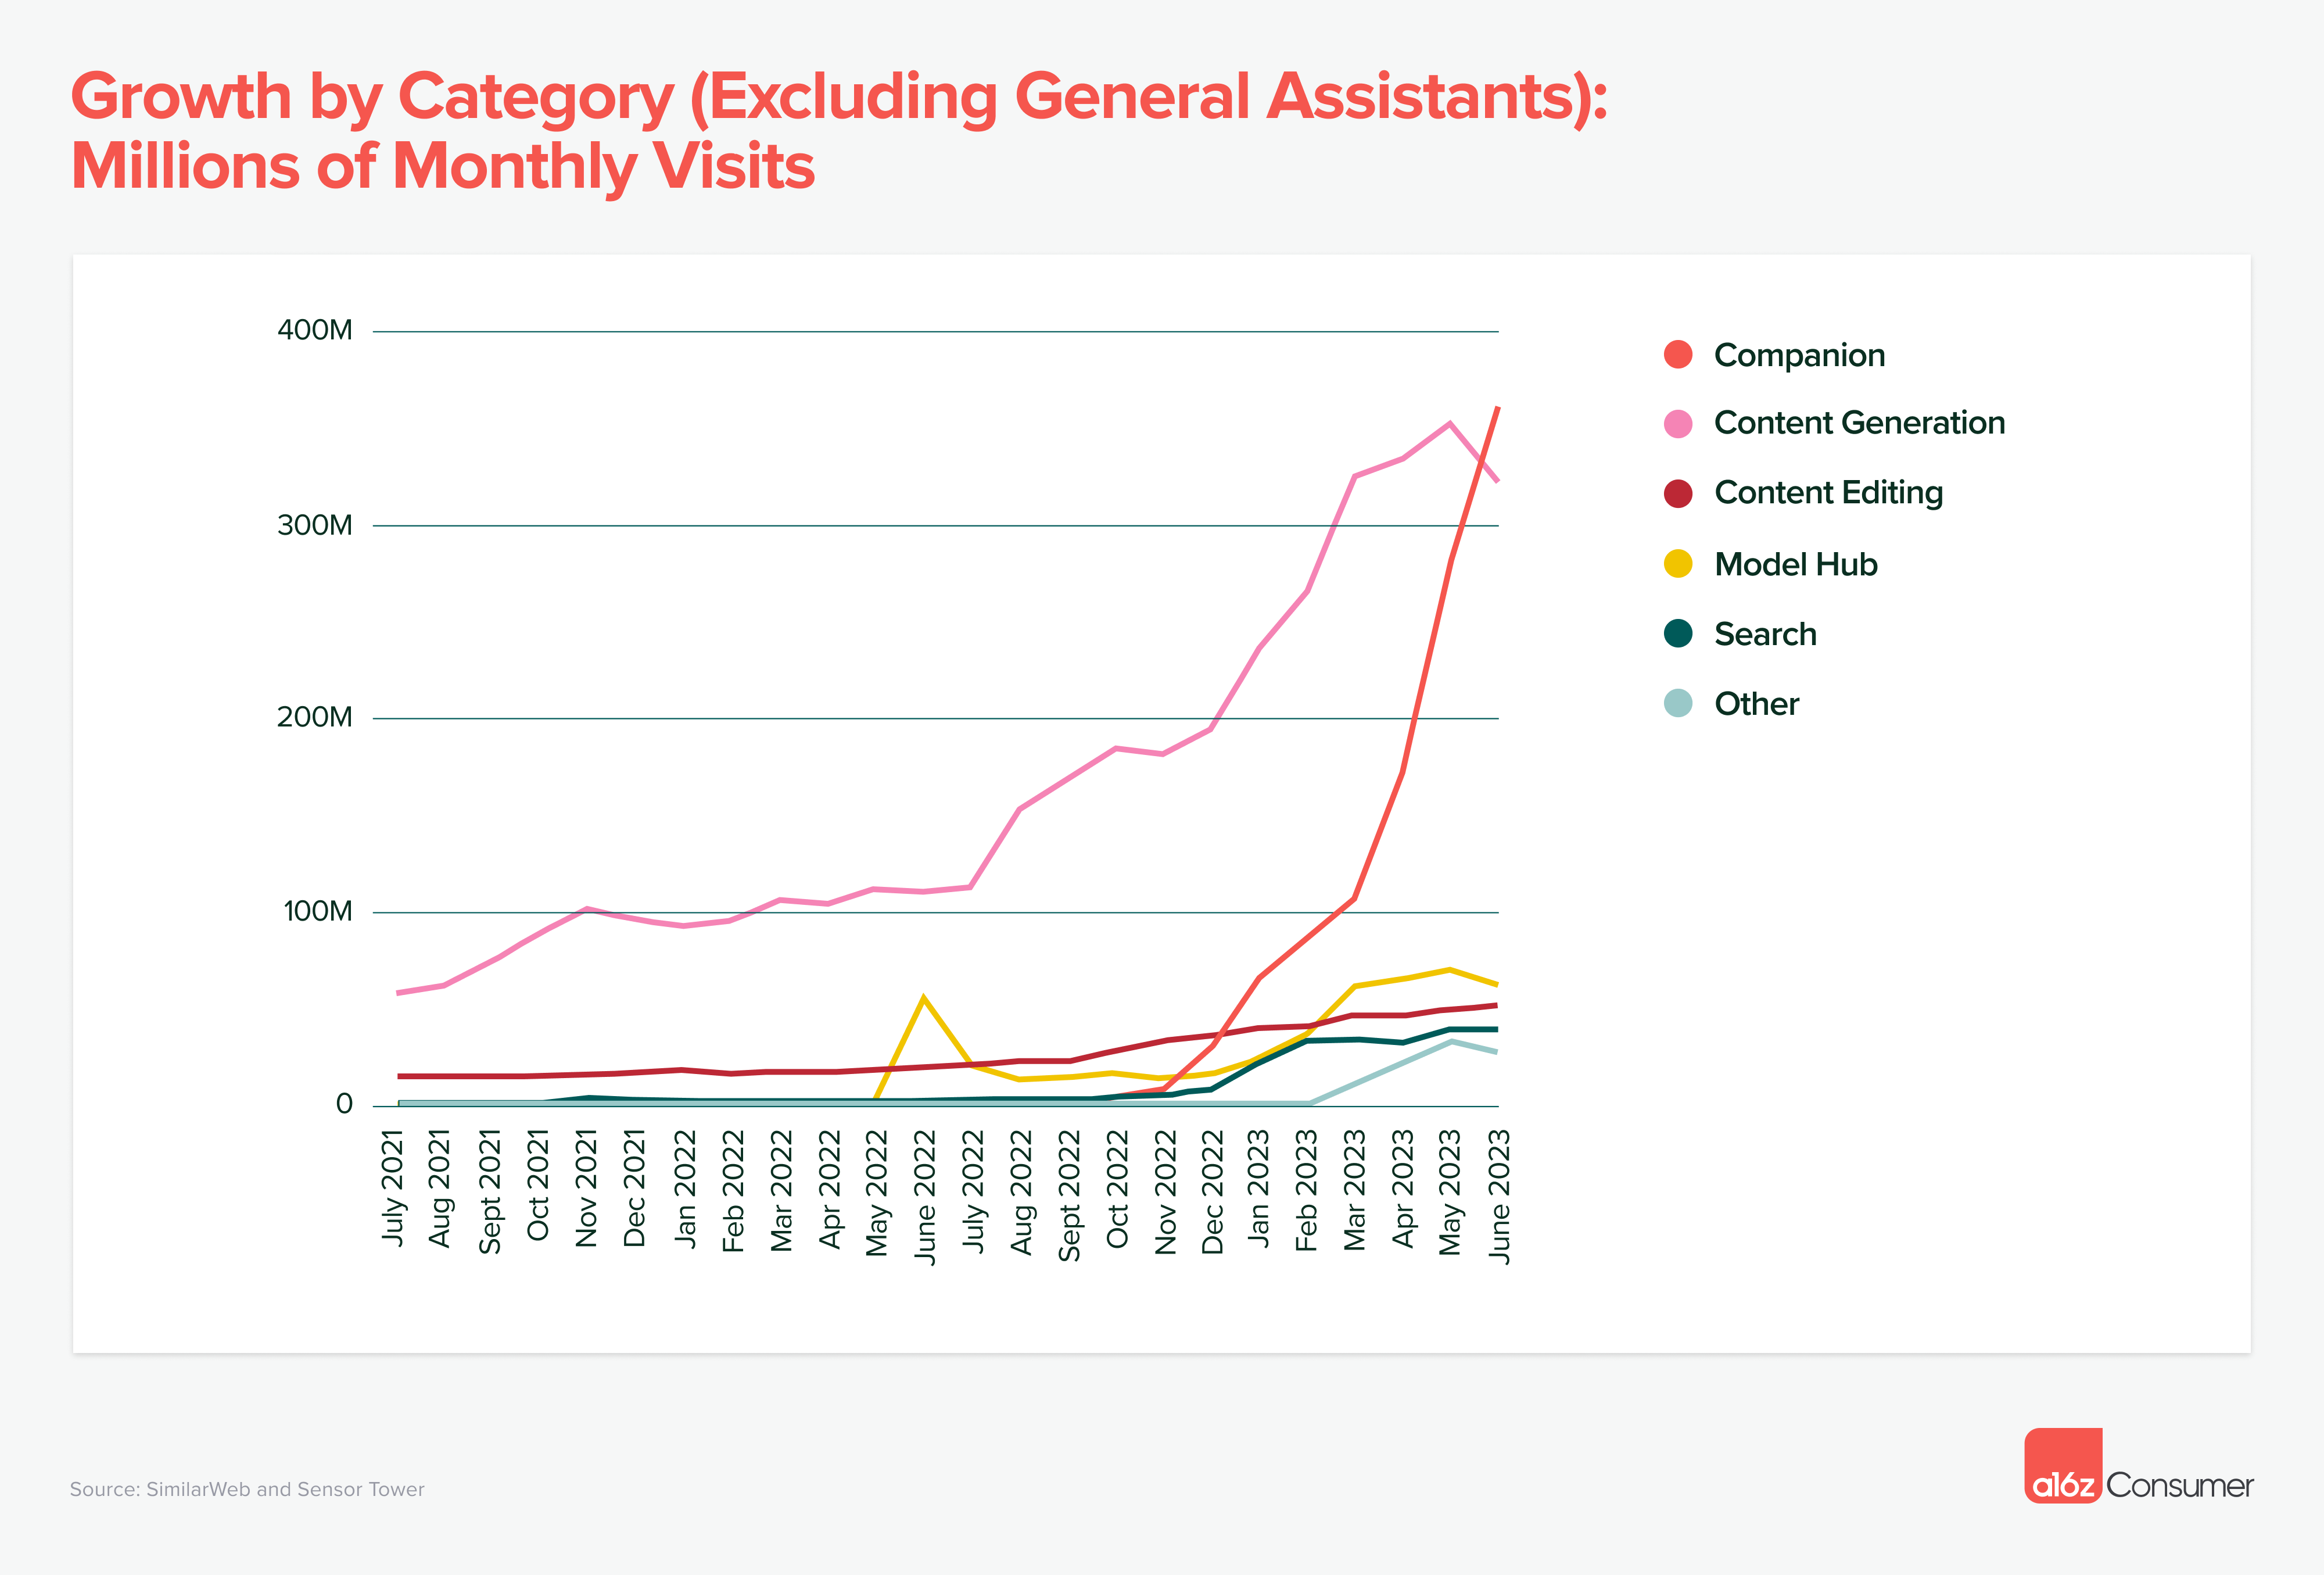 Growth by Category (Excluding General Assistants):
Millions of Monthly Visits
400M
300M
200M
100M
0
July 2021
Aug 2021
Sept 2021
Oct 2021
Nov 2021
Dec 2021
Jan 2022
Feb 2022
Mar 2022
Apr 2022
May 2022
June 2022
July 2022
Aug 2022
Sept 2022
Oct 2022
Nov 2022
Dec 2022
Jan 2023
Feb 2023
Mar 2023
Apr 2023
May 2023
June 2023
Companion
Content Generation
Content Editing
Model Hub
Search
Other
Source: SimilarWeb and Sensor Tower
a16z Consumer